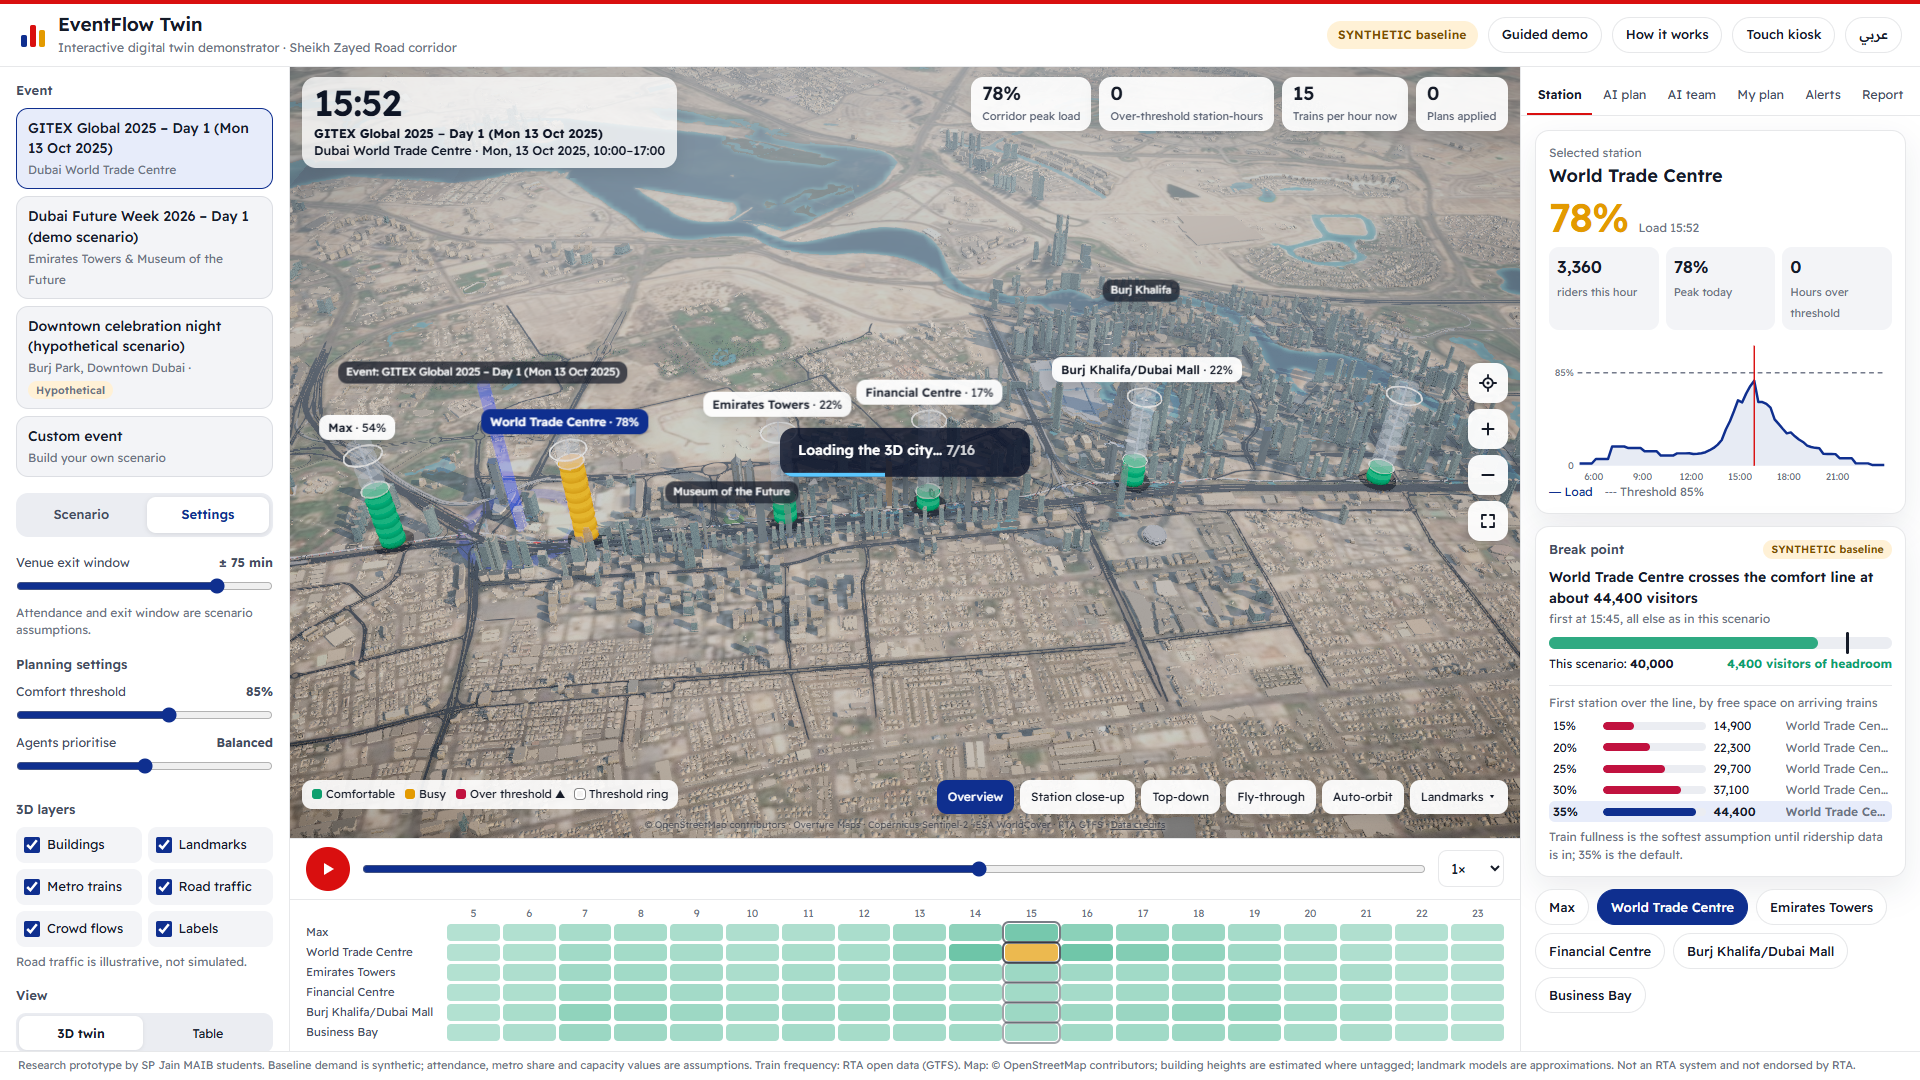 EventFlow Twin
Interactive digital twin demonstrator · Sheikh Zayed Road corridor
SYNTHETIC baseline
Guided demo
How it works
Touch kiosk
عربي
Event
GITEX Global 2025 – Day 1 (Mon
13 Oct 2025)
Dubai World Trade Centre
Dubai Future Week 2026 – Day 1
(demo scenario)
Emirates Towers & Museum of the
Future
Downtown celebration night
(hypothetical scenario)
Burj Park, Downtown Dubai ·
Hypothetical
Custom event
Build your own scenario
Scenario
Settings
Venue exit window
± 75 min
Attendance and exit window are scenario
assumptions.
Planning settings
Comfort threshold
85%
Agents prioritise
Balanced
3D layers
Buildings
Landmarks
Metro trains
Road traffic
Crowd flows
Labels
Road traffic is illustrative, not simulated.
View
3D twin
Table
15:52
GITEX Global 2025 – Day 1 (Mon 13 Oct 2025)
Dubai World Trade Centre · Mon, 13 Oct 2025, 10:00–17:00
78%
Corridor peak load
0
Over-threshold station-hours
15
Trains per hour now
0
Plans applied
Burj Khalifa
Event: GITEX Global 2025 – Day 1 (Mon 13 Oct 2025)
Burj Khalifa/Dubai Mall · 22%
Financial Centre · 17%
Emirates Towers · 22%
World Trade Centre · 78%
Max · 54%
Loading the 3D city... 7/16
Museum of the Future
Comfortable
Busy
Over threshold ▲
Threshold ring
Overview
Station close-up
Top-down
Fly-through
Auto-orbit
Landmarks
© OpenStreetMap contributors · Overture Maps · Copernicus Sentinel-2 · ESA WorldCover · RTA GTFS · Data credits
1×
5 6 7 8 9 10 11 12 13 14 15 16 17 18 19 20 21 22 23
Max
World Trade Centre
Emirates Towers
Financial Centre
Burj Khalifa/Dubai Mall
Business Bay
Station
AI plan
AI team
My plan
Alerts
Report
Selected station
World Trade Centre
78% Load 15:52
3,360
riders this hour
78%
Peak today
0
Hours over
threshold
85%
0
6:00 9:00 12:00 15:00 18:00 21:00
— Load --- Threshold 85%
Break point
SYNTHETIC baseline
World Trade Centre crosses the comfort line at
about 44,400 visitors
first at 15:45, all else as in this scenario
This scenario: 40,000
4,400 visitors of headroom
First station over the line, by free space on arriving trains
15% 14,900 World Trade Cen...
20% 22,300 World Trade Cen...
25% 29,700 World Trade Cen...
30% 37,100 World Trade Cen...
35% 44,400 World Trade Ce...
Train fullness is the softest assumption until ridership data
is in; 35% is the default.
Max
World Trade Centre
Emirates Towers
Financial Centre
Burj Khalifa/Dubai Mall
Business Bay
Research prototype by SP Jain MAIB students. Baseline demand is synthetic; attendance, metro share and capacity values are assumptions. Train frequency: RTA open data (GTFS). Map: © OpenStreetMap contributors; building heights are estimated where untagged; landmark models are approximations. Not an RTA system and not endorsed by RTA.